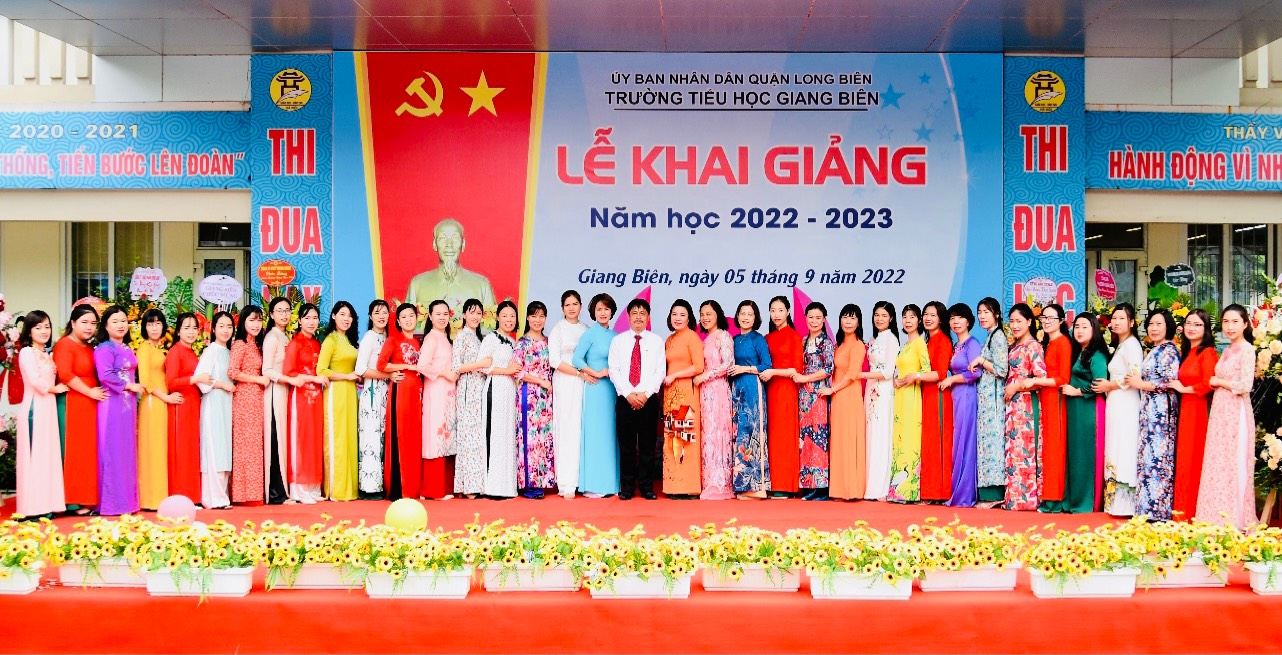 ỦY BAN NHÂN DÂN QUẬN LONG BIÊN
TRƯỜNG TIỂU HỌC GIANG BIÊN
LỄ KHAI GIẢNG
Năm học 2022 - 2023
Giang Biên, ngày 05 tháng 9 năm 2022
2020 - 2021
THỐNG, TIẾN BƯỚC LÊN ĐOÀN"
THI
ĐUA
THI
ĐUA
THẦY
HÀNH ĐỘNG VÌ